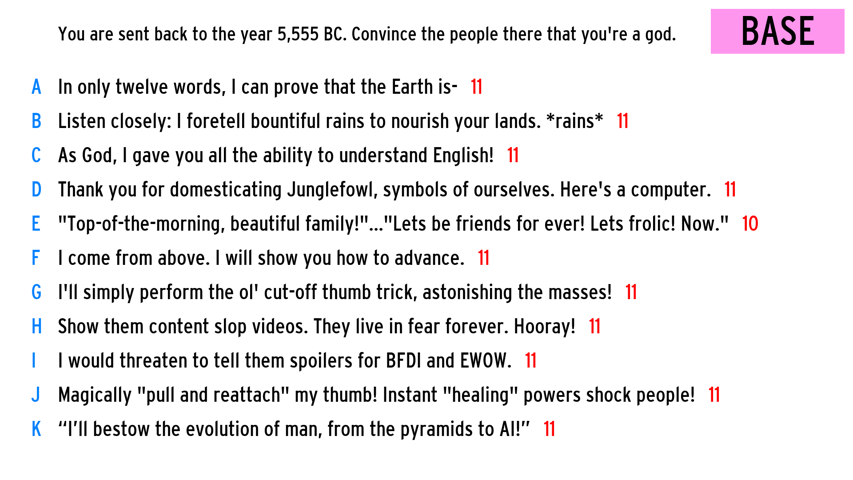 You are sent back to the year 5,555 BC. Convince the people there that you're a god.
BASE
A In only twelve words, I can prove that the Earth is- 11
B Listen closely: I foretell bountiful rains to nourish your lands. *rains* 11
C As God, I gave you all the ability to understand English! 11
D Thank you for domesticating Junglefowl, symbols of ourselves. Here's a computer. 11
E "Top-of-the-morning, beautiful family!"..."Lets be friends for ever! Lets frolic! Now." 10
F I come from above. I will show you how to advance. 11
G I'll simply perform the ol' cut-off thumb trick, astonishing the masses! 11
H Show them content slop videos. They live in fear forever. Hooray! 11
I I would threaten to tell them spoilers for BFDI and EWOW. 11
J Magically "pull and reattach" my thumb! Instant "healing" powers shock people! 11
K “I’ll bestow the evolution of man, from the pyramids to AI!” 11